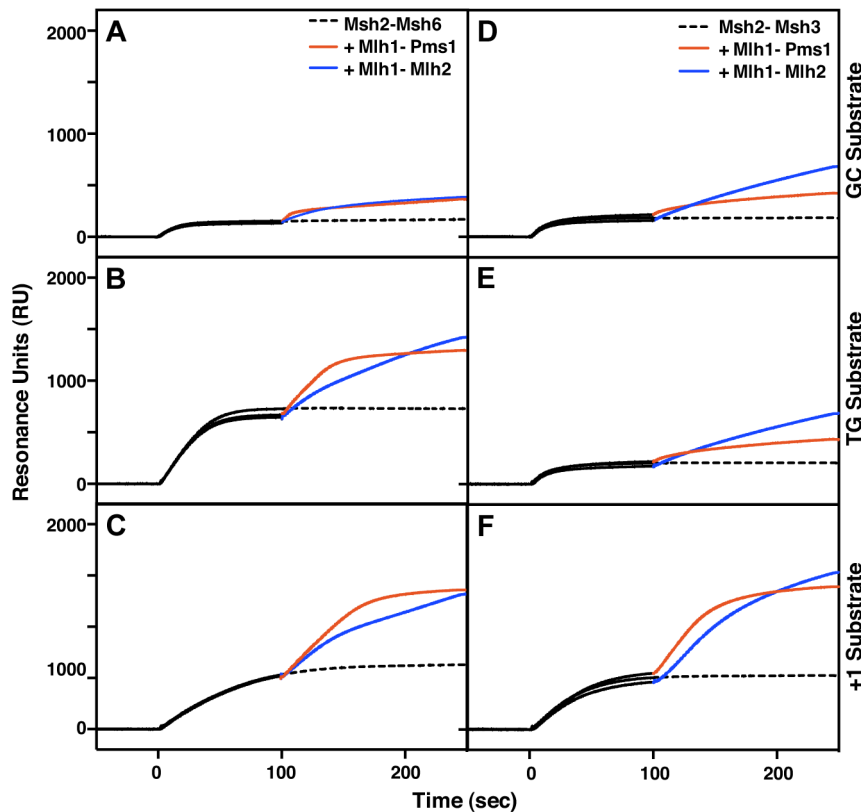 A
Msh2-Msh6
+ Mlh1- Pms1
+ Mlh1- Mlh2
2000
1000
0
D
Msh2- Msh3
+ Mlh1- Pms1
+ Mlh1- Mlh2
GC Substrate
B
2000
1000
0
E
TG Substrate
C
2000
1000
0
F
+1 Substrate
Resonance Units (RU)
0 100 200
0 100 200
Time (sec)
Time (sec)